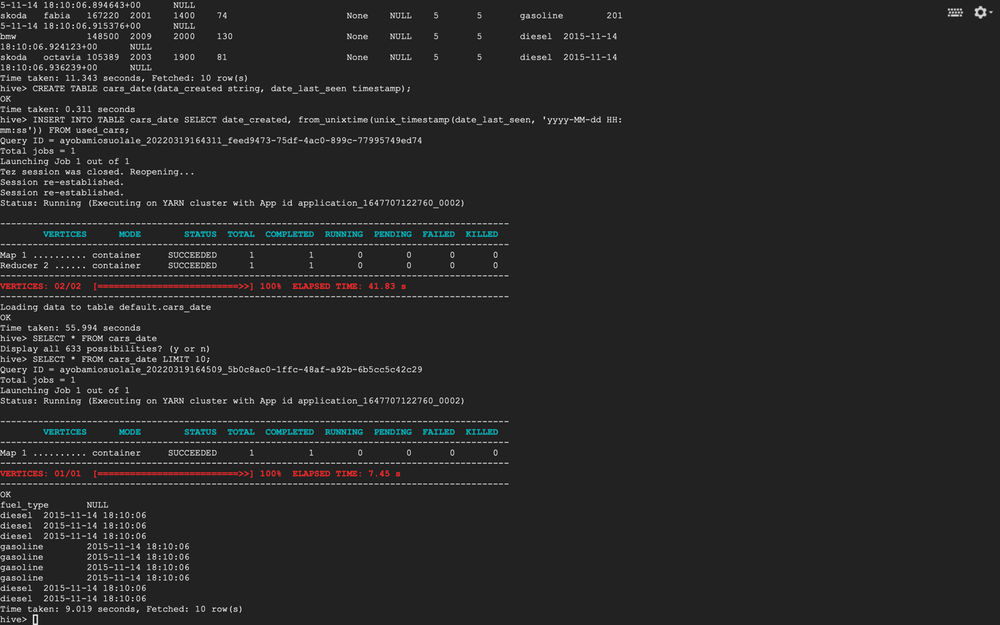 5-11-14 18:10:06.894643+00      NULL
skoda   fabia   167220  2001    1400    74                      None    NULL    5       5       gasoline        201
5-11-14 18:10:06.915376+00      NULL
bmw             148500  2009    2000    130                     None    NULL    5       5       diesel  2015-11-14
18:10:06.924123+00      NULL
skoda   octavia 105389  2003    1900    81                      None    NULL    5       5       diesel  2015-11-14
18:10:06.936239+00      NULL
Time taken: 11.343 seconds, Fetched: 10 row(s)
hive> CREATE TABLE cars_date(data_created string, date_last_seen timestamp);
OK
Time taken: 0.311 seconds
hive> INSERT INTO TABLE cars_date SELECT date_created, from_unixtime(unix_timestamp(date_last_seen, 'yyyy-MM-dd HH:
mm:ss')) FROM used_cars;
Query ID = ayobamiosuolale_20220319164311_feed9473-75df-4ac0-899c-77995749ed74
Total jobs = 1
Launching Job 1 out of 1
Tez session was closed. Reopening...
Session re-established.
Session re-established.
Status: Running (Executing on YARN cluster with App id application_1647707122760_0002)
----------------------------------------------------------------------------------------------
        VERTICES      MODE        STATUS  TOTAL  COMPLETED  RUNNING  PENDING  FAILED  KILLED
----------------------------------------------------------------------------------------------
Map 1 .......... container     SUCCEEDED      1          1        0        0       0       0
Reducer 2 ...... container     SUCCEEDED      1          1        0        0       0       0
----------------------------------------------------------------------------------------------
VERTICES: 02/02  [==========================>>] 100%  ELAPSED TIME: 41.83 s
----------------------------------------------------------------------------------------------
Loading data to table default.cars_date
OK
Time taken: 55.994 seconds
hive> SELECT * FROM cars_date
Display all 633 possibilities? (y or n)
hive> SELECT * FROM cars_date LIMIT 10;
Query ID = ayobamiosuolale_20220319164509_5b0c8ac0-1ffc-48af-a92b-6b5cc5c42c29
Total jobs = 1
Launching Job 1 out of 1
Status: Running (Executing on YARN cluster with App id application_1647707122760_0002)
----------------------------------------------------------------------------------------------
        VERTICES      MODE        STATUS  TOTAL  COMPLETED  RUNNING  PENDING  FAILED  KILLED
----------------------------------------------------------------------------------------------
Map 1 .......... container     SUCCEEDED      1          1        0        0       0       0
----------------------------------------------------------------------------------------------
VERTICES: 01/01  [==========================>>] 100%  ELAPSED TIME: 7.45 s
----------------------------------------------------------------------------------------------
OK
fuel_type       NULL
diesel  2015-11-14 18:10:06
diesel  2015-11-14 18:10:06
diesel  2015-11-14 18:10:06
gasoline        2015-11-14 18:10:06
gasoline        2015-11-14 18:10:06
gasoline        2015-11-14 18:10:06
gasoline        2015-11-14 18:10:06
diesel  2015-11-14 18:10:06
diesel  2015-11-14 18:10:06
Time taken: 9.019 seconds, Fetched: 10 row(s)
hive>